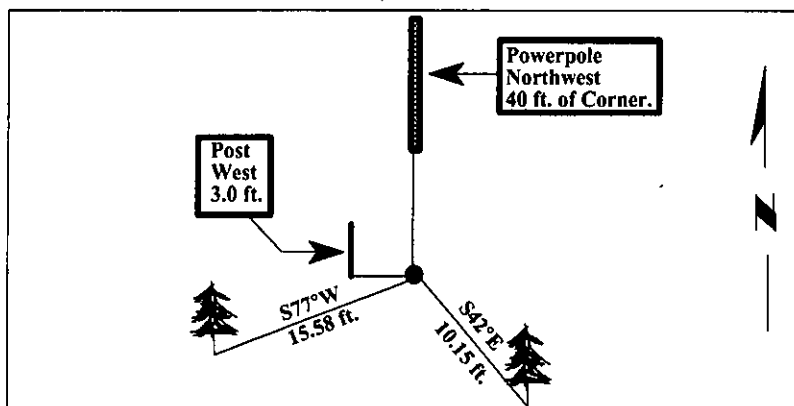 Powerpole
Northwest
40 ft. of Corner.
Post
West
3.0 ft.
N
S77°W
15.58 ft.
S42°E
10.15 ft.